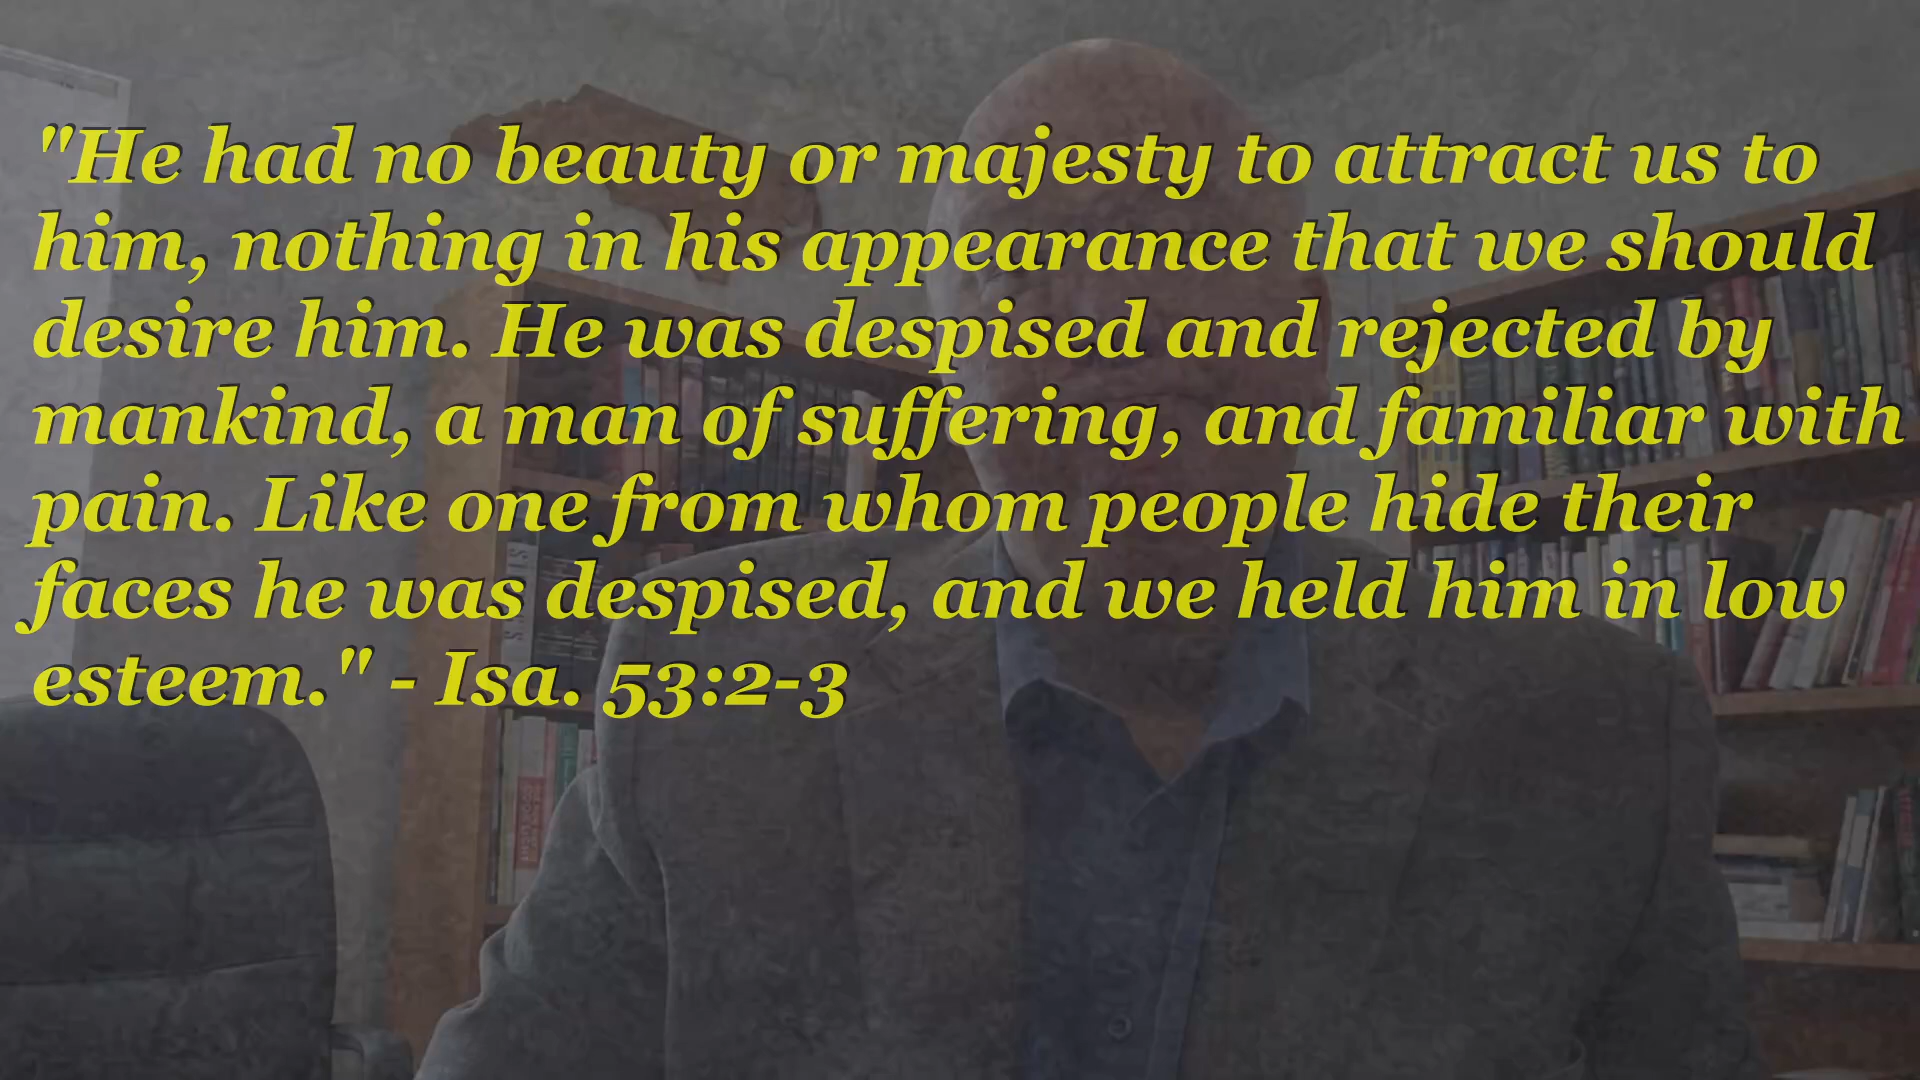 "He had no beauty or majesty to attract us to
him, nothing in his appearance that we should
desire him. He was despised and rejected by
mankind, a man of suffering, and familiar with
pain. Like one from whom people hide their
faces he was despised, and we held him in low
esteem." - Isa. 53:2-3